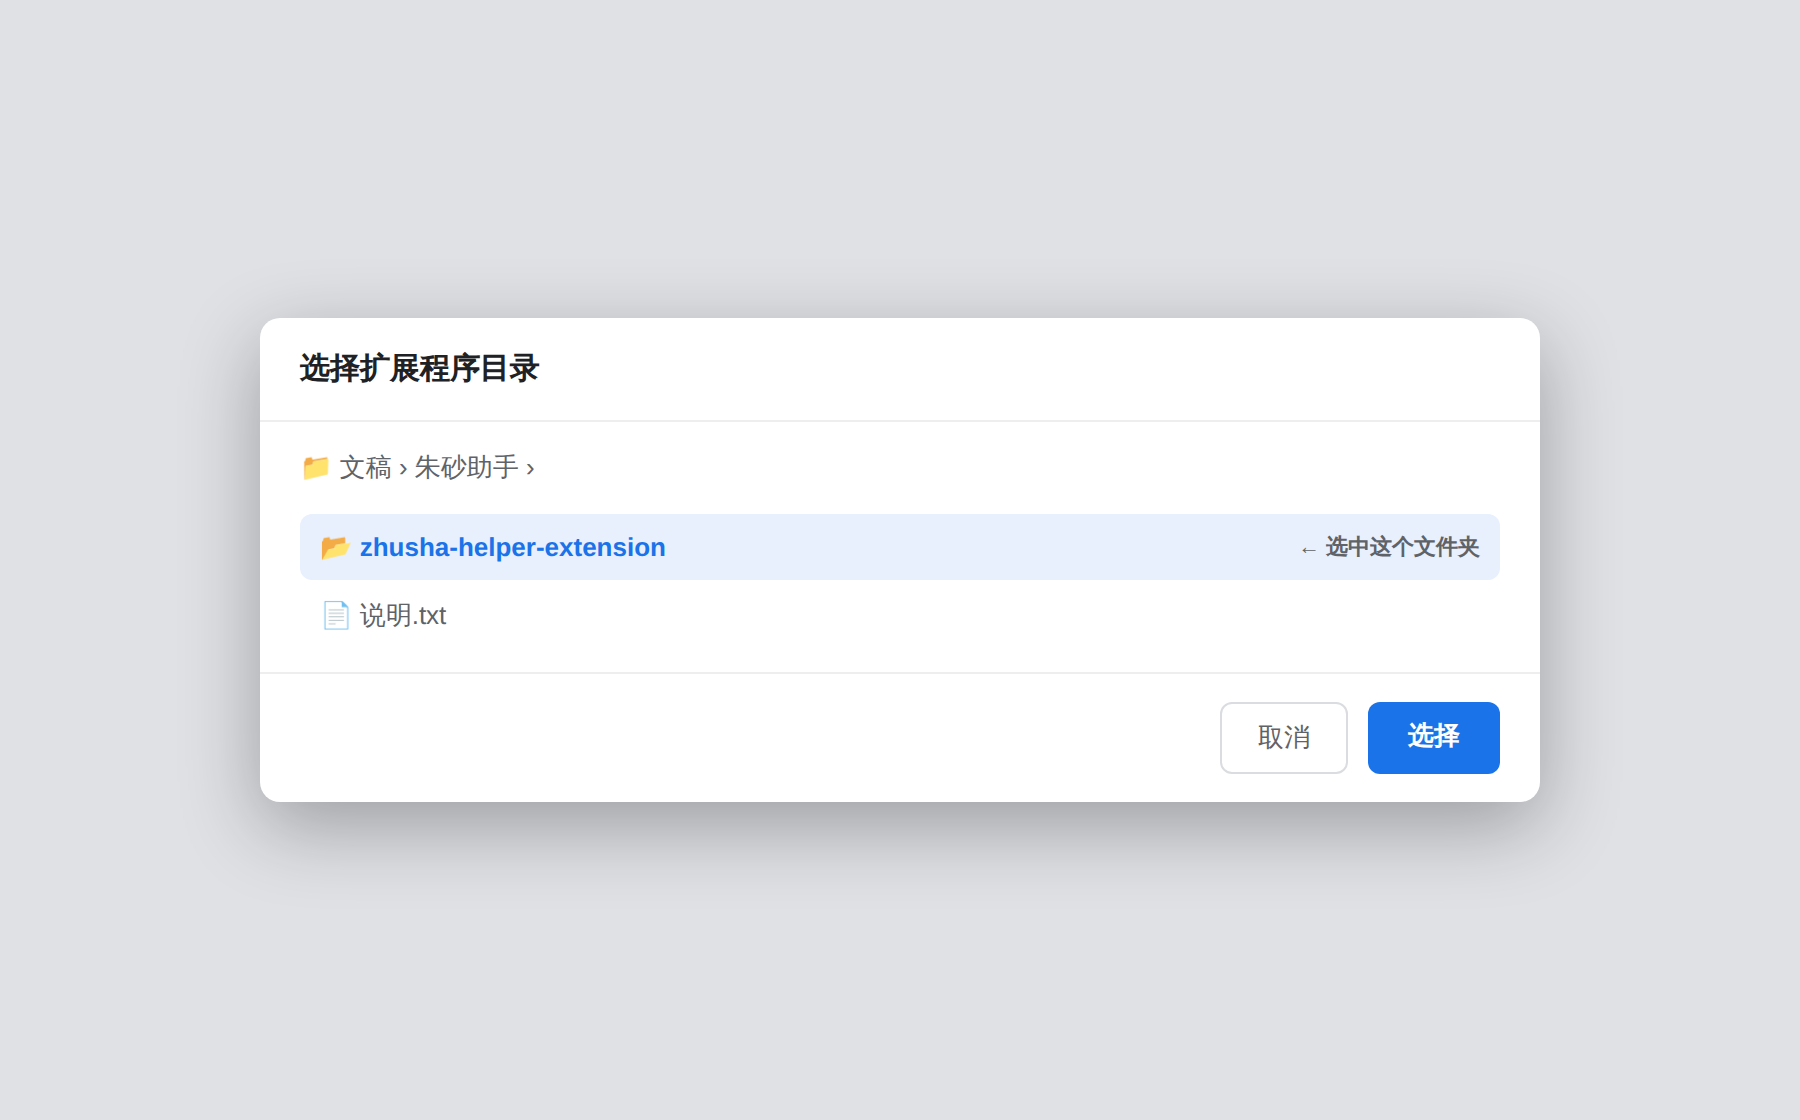 选择扩展程序目录
文稿 › 朱砂助手 ›
zhusha-helper-extension ← 选中这个文件夹
说明.txt
取消 选择